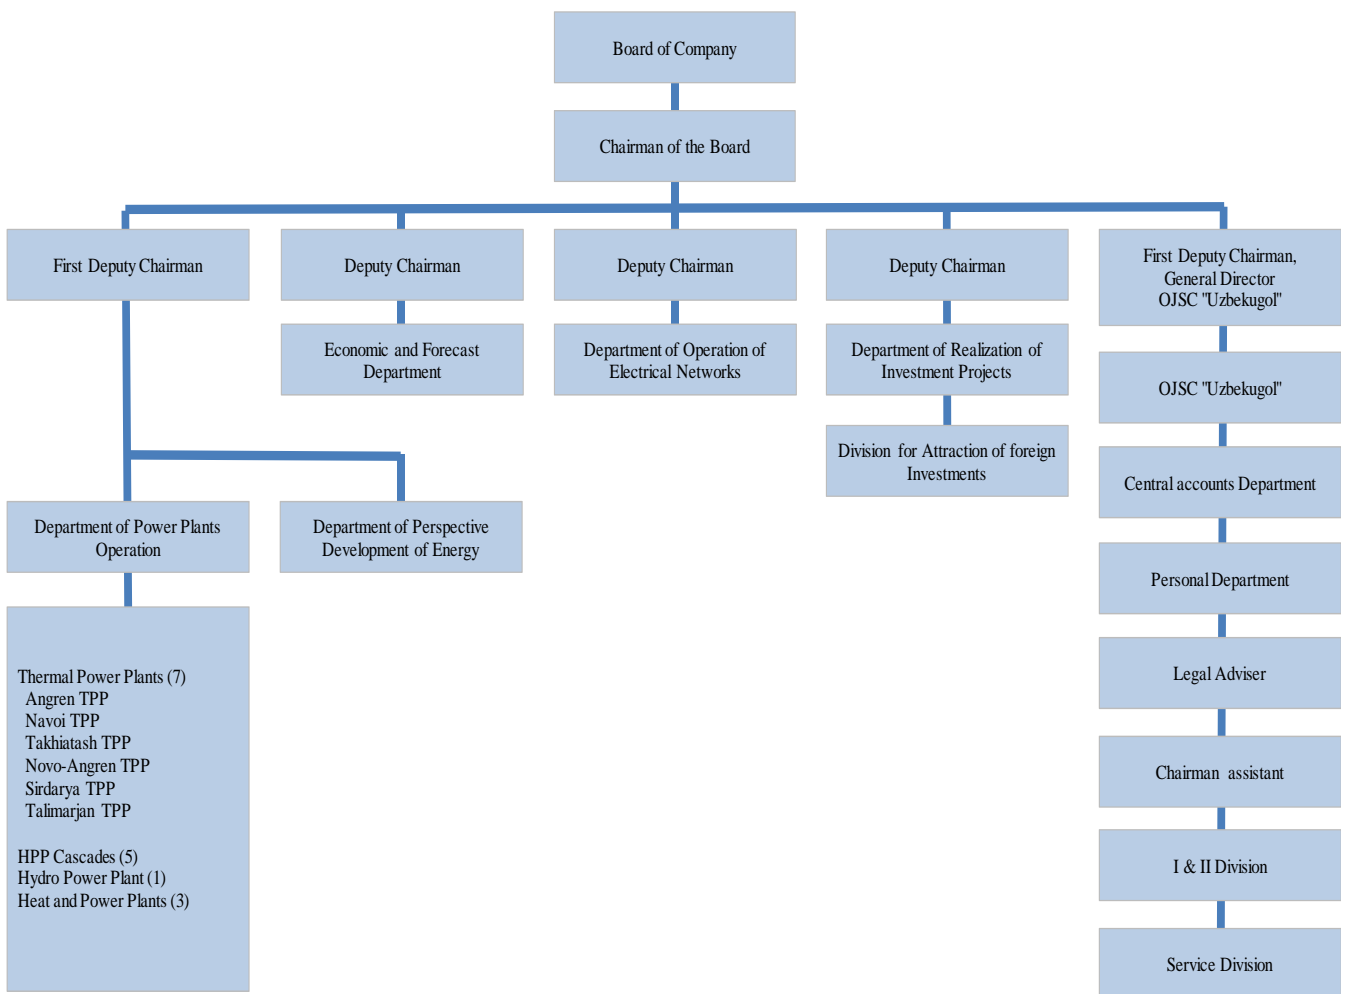 Board of Company
Chairman of the Board
First Deputy Chairman
Deputy Chairman
Deputy Chairman
Deputy Chairman
First Deputy Chairman,
General Director
OJSC "Uzbekugol"
Economic and Forecast
Department
Department of Operation of
Electrical Networks
Department of Realization of
Investment Projects
OJSC "Uzbekugol"
Division for Attraction of foreign
Investments
Central accounts Department
Department of Power Plants
Operation
Department of Perspective
Development of Energy
Personal Department
Legal Adviser
Chairman assistant
I & II Division
Service Division
Thermal Power Plants (7)
Angren TPP
Navoi TPP
Takhiatash TPP
Novo-Angren TPP
Sirdarya TPP
Talimarjan TPP
HPP Cascades (5)
Hydro Power Plant (1)
Heat and Power Plants (3)